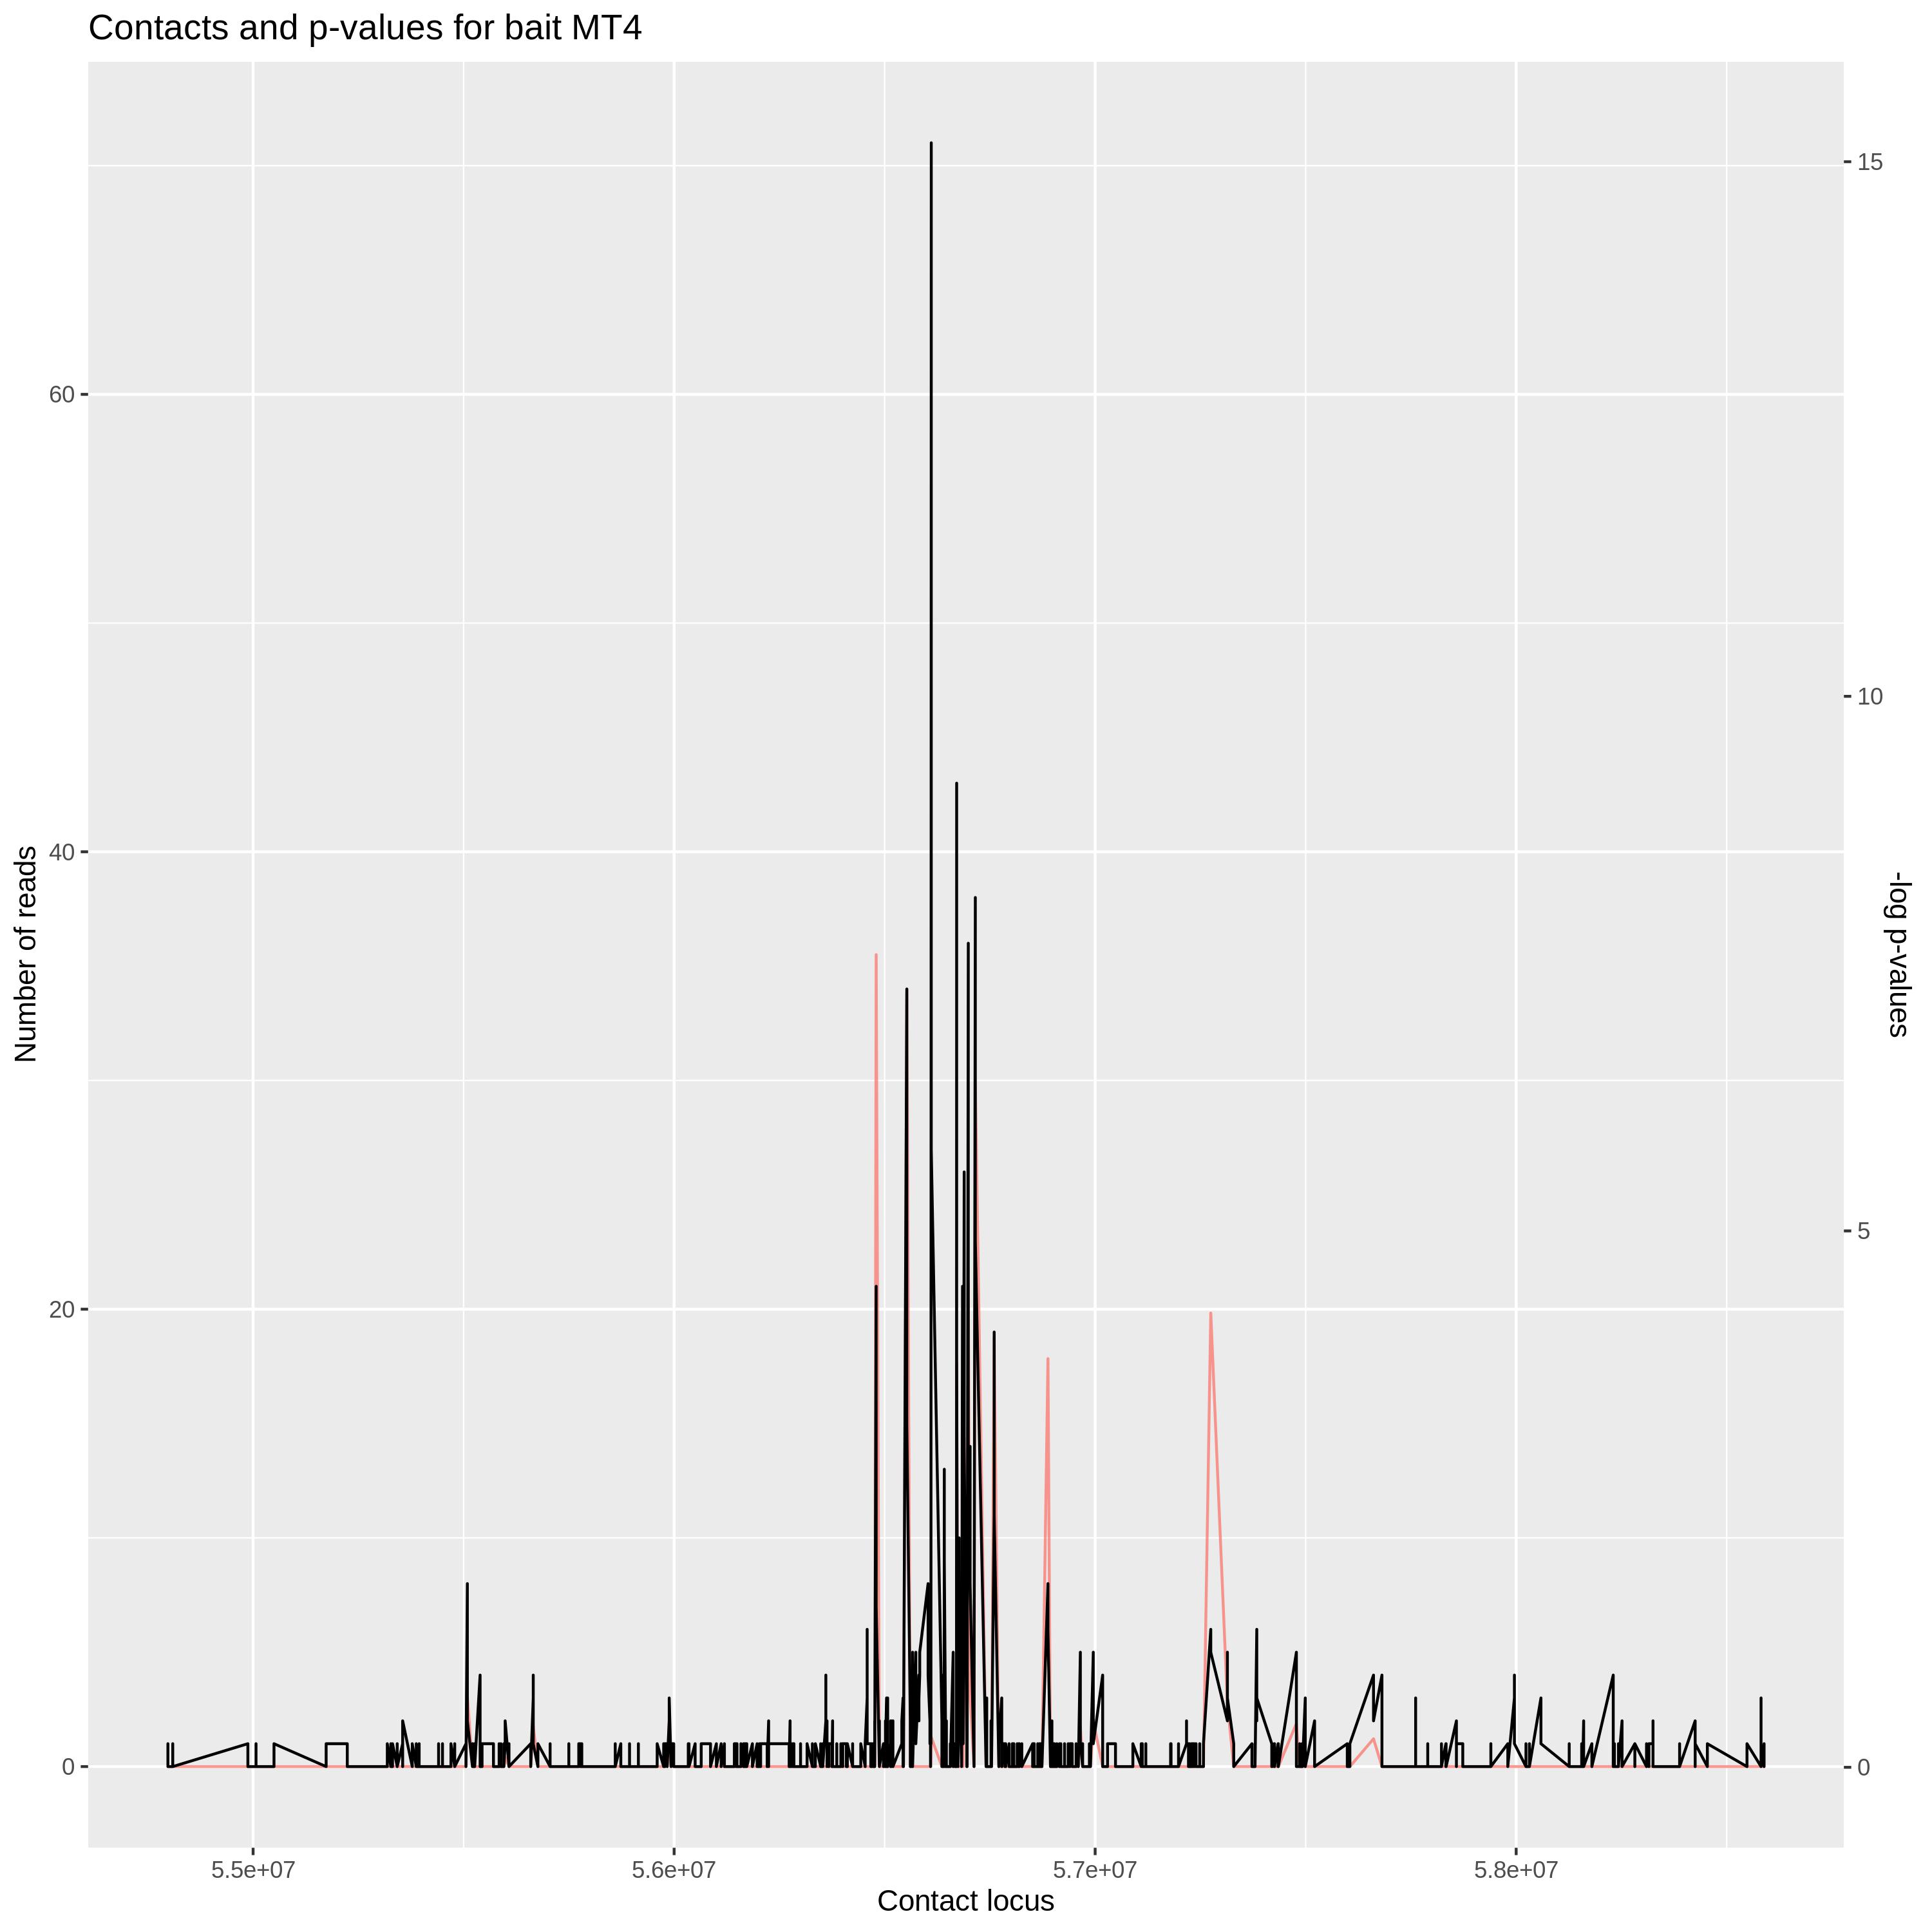 Contacts and p-values for bait MT4
60
40
20
0
15
10
5
0
Number of reads
-log p-values
5.5e+07 5.6e+07 5.7e+07 5.8e+07
Contact locus